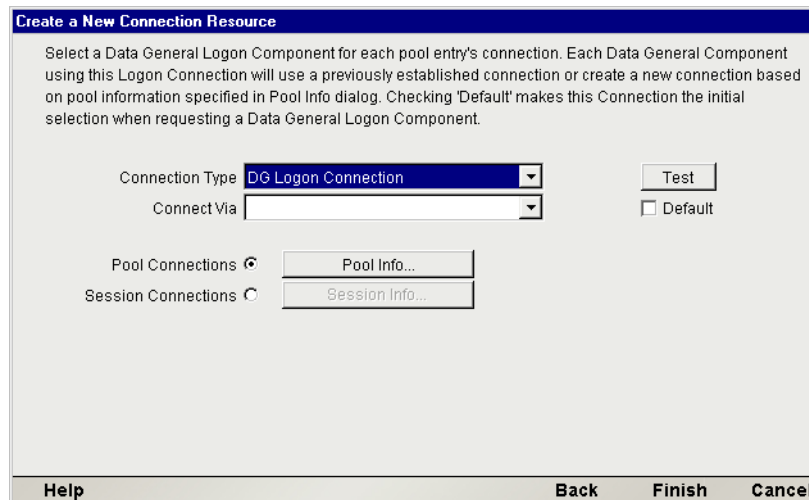 Create a New Connection Resource
Select a Data General Logon Component for each pool entry's connection. Each Data General Component
using this Logon Connection will use a previously established connection or create a new connection based
on pool information specified in Pool Info dialog. Checking 'Default' makes this Connection the initial
selection when requesting a Data General Logon Component.
Connection Type DG Logon Connection Test
Connect Via Default
Pool Connections Pool Info...
Session Connections Session Info...
Help Back Finish Cance